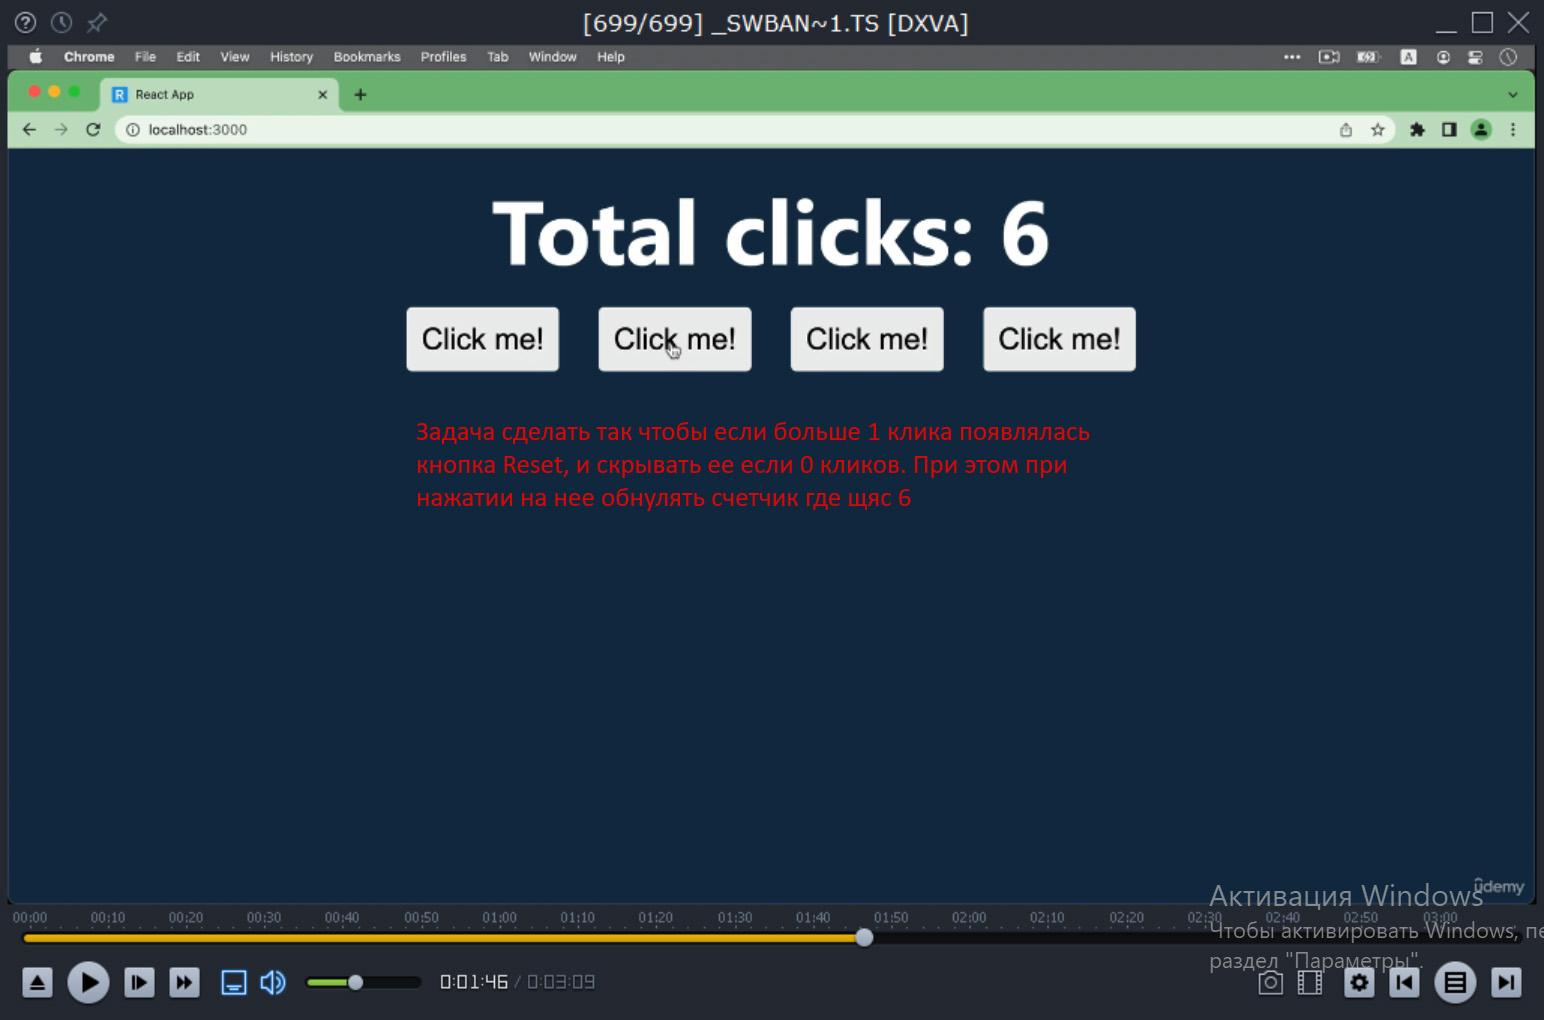 [699/699] _SWBAN~1.TS [DXVA]
Chrome File Edit View History Bookmarks Profiles Tab Window Help
A
R React App
localhost:3000
Total clicks: 6
Click me! Click me! Click me! Click me!
Задача сделать так чтобы если больше 1 клика появлялась
кнопка Reset, и скрывать ее если 0 кликов. При этом при
нажатии на нее обнулять счетчик где щяс 6
ûdemy
Активация Windows
00:00 00:10 00:20 00:30 00:40 00:50 01:00 01:10 01:20 01:30 01:40 01:50 02:00 02:10 02:20 02:30 02:40 02:50 03:00
Чтобы активировать Windows, пе
раздел "Параметры".
0:01:46 / 0:03:09